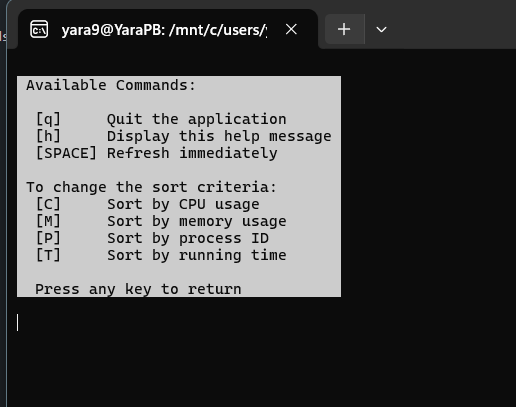 yara9@YaraPB: /mnt/c/users/
Available Commands:
[q] Quit the application
[h] Display this help message
[SPACE] Refresh immediately
To change the sort criteria:
[C] Sort by CPU usage
[M] Sort by memory usage
[P] Sort by process ID
[T] Sort by running time
Press any key to return